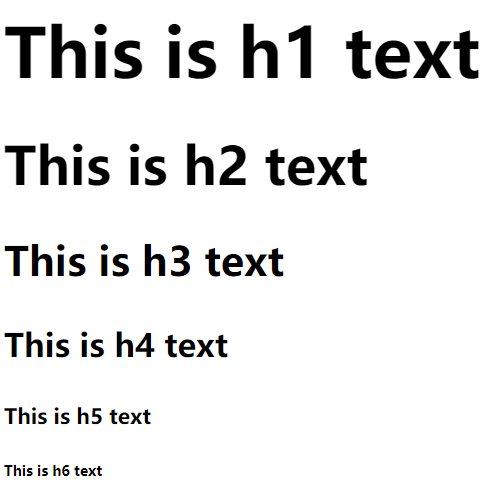 This is h1 text
This is h2 text
This is h3 text
This is h4 text
This is h5 text
This is h6 text